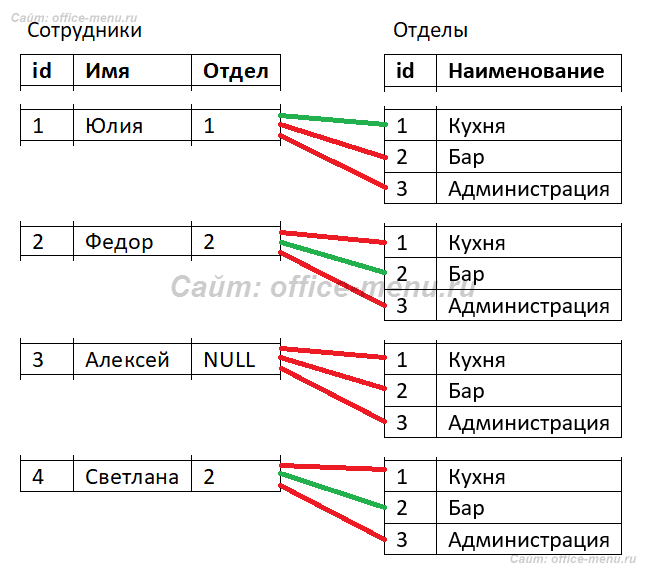 Сайт: office-menu.ru
Сотрудники Отделы
id Имя Отдел id Наименование
1 Юлия 1 1 Кухня
2 Бар
3 Администрация
2 Федор 2 1 Кухня
2 Бар
Сайт: office-menu.ru
3 Администрация
3 Алексей NULL 1 Кухня
2 Бар
3 Администрация
4 Светлана 2 1 Кухня
2 Бар
3 Администрация
Сайт: office-menu.ru